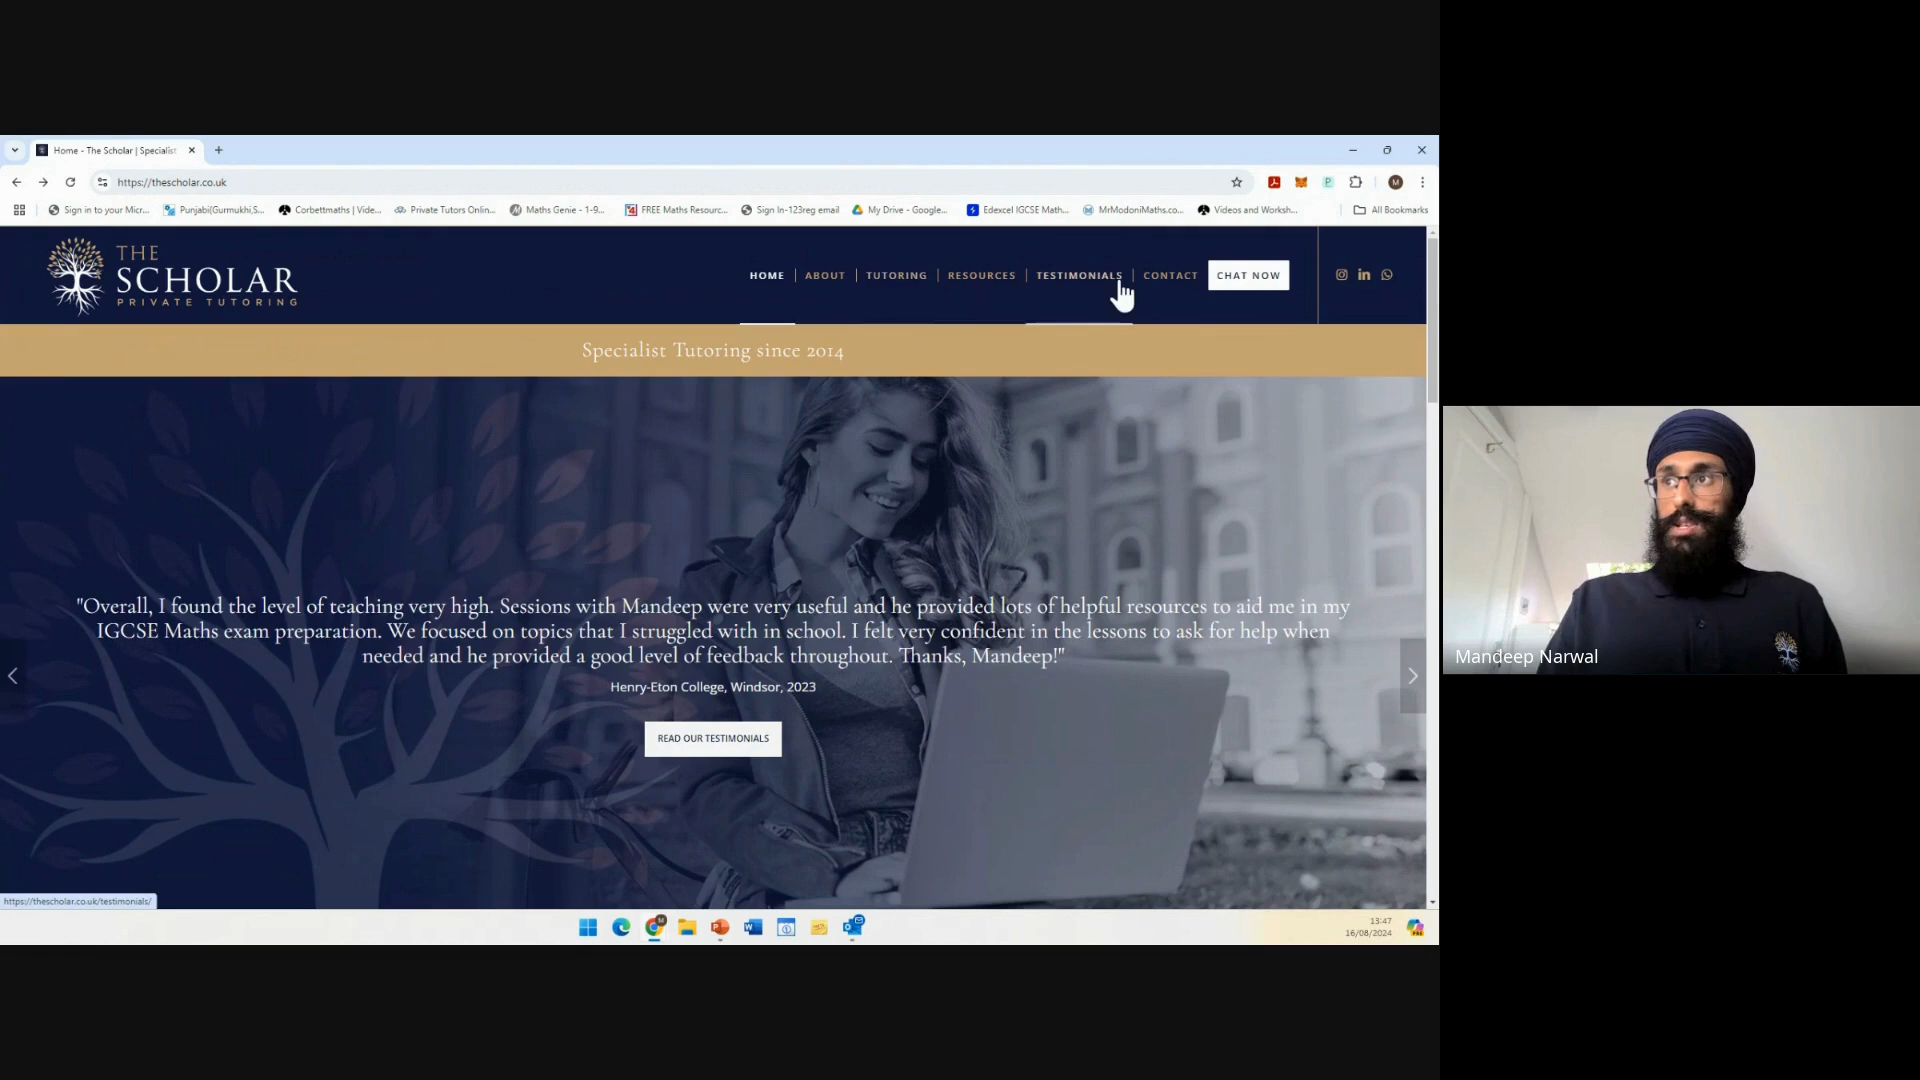 Home - The Scholar | Specialist
https://thescholar.co.uk
Sign in to your Micr...
Punjabi(Gurmukhi,S...
Corbettmaths | Vide...
Private Tutors Onlin...
Maths Genie - 1-9...
FREE Maths Resourc...
Sign In-123reg email
My Drive - Google...
Edexcel IGCSE Math...
MrModoniMaths.co...
Videos and Worksh...
All Bookmarks
THE
SCHOLAR
PRIVATE TUTORING
HOME
ABOUT
TUTORING
RESOURCES
TESTIMONIALS
CONTACT
CHAT NOW
Specialist Tutoring since 2014
"Overall, I found the level of teaching very high. Sessions with Mandeep were very useful and he provided lots of helpful resources to aid me in my
IGCSE Maths exam preparation. We focused on topics that I struggled with in school. I felt very confident in the lessons to ask for help when
needed and he provided a good level of feedback throughout. Thanks, Mandeep!"
Henry-Eton College, Windsor, 2023
READ OUR TESTIMONIALS
https://thescholar.co.uk/testimonials/
13:47
16/08/2024
Mandeep Narwal